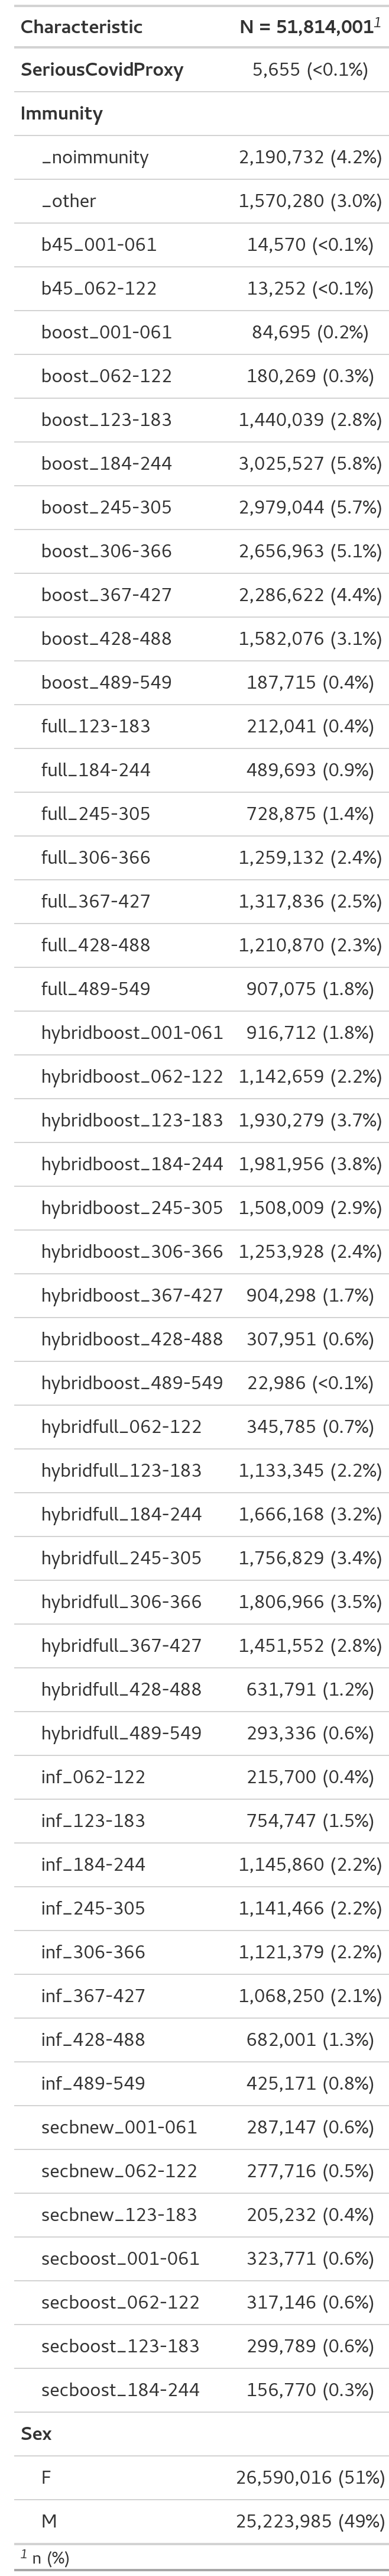 Characteristic N = 51,814,001¹
SeriousCovidProxy 5,655 (<0.1%)
Immunity
_noimmunity 2,190,732 (4.2%)
_other 1,570,280 (3.0%)
b45_001-061 14,570 (<0.1%)
b45_062-122 13,252 (<0.1%)
boost_001-061 84,695 (0.2%)
boost_062-122 180,269 (0.3%)
boost_123-183 1,440,039 (2.8%)
boost_184-244 3,025,527 (5.8%)
boost_245-305 2,979,044 (5.7%)
boost_306-366 2,656,963 (5.1%)
boost_367-427 2,286,622 (4.4%)
boost_428-488 1,582,076 (3.1%)
boost_489-549 187,715 (0.4%)
full_123-183 212,041 (0.4%)
full_184-244 489,693 (0.9%)
full_245-305 728,875 (1.4%)
full_306-366 1,259,132 (2.4%)
full_367-427 1,317,836 (2.5%)
full_428-488 1,210,870 (2.3%)
full_489-549 907,075 (1.8%)
hybridboost_001-061 916,712 (1.8%)
hybridboost_062-122 1,142,659 (2.2%)
hybridboost_123-183 1,930,279 (3.7%)
hybridboost_184-244 1,981,956 (3.8%)
hybridboost_245-305 1,508,009 (2.9%)
hybridboost_306-366 1,253,928 (2.4%)
hybridboost_367-427 904,298 (1.7%)
hybridboost_428-488 307,951 (0.6%)
hybridboost_489-549 22,986 (<0.1%)
hybridfull_062-122 345,785 (0.7%)
hybridfull_123-183 1,133,345 (2.2%)
hybridfull_184-244 1,666,168 (3.2%)
hybridfull_245-305 1,756,829 (3.4%)
hybridfull_306-366 1,806,966 (3.5%)
hybridfull_367-427 1,451,552 (2.8%)
hybridfull_428-488 631,791 (1.2%)
hybridfull_489-549 293,336 (0.6%)
inf_062-122 215,700 (0.4%)
inf_123-183 754,747 (1.5%)
inf_184-244 1,145,860 (2.2%)
inf_245-305 1,141,466 (2.2%)
inf_306-366 1,121,379 (2.2%)
inf_367-427 1,068,250 (2.1%)
inf_428-488 682,001 (1.3%)
inf_489-549 425,171 (0.8%)
secbnew_001-061 287,147 (0.6%)
secbnew_062-122 277,716 (0.5%)
secbnew_123-183 205,232 (0.4%)
secboost_001-061 323,771 (0.6%)
secboost_062-122 317,146 (0.6%)
secboost_123-183 299,789 (0.6%)
secboost_184-244 156,770 (0.3%)
Sex
F 26,590,016 (51%)
M 25,223,985 (49%)
¹ n (%)